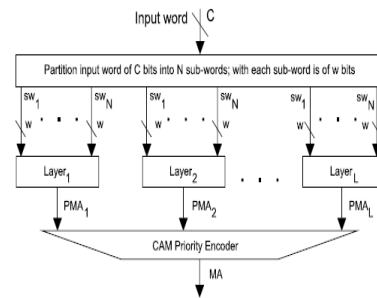 Input word C
Partition input word of C bits into N sub-words; with each sub-word is of w bits
sw1 swN sw1 swN sw1 swN
w w w w w w
Layer1 Layer2 . . . LayerL
PMA1 PMA2 PMAL
CAM Priority Encoder
MA